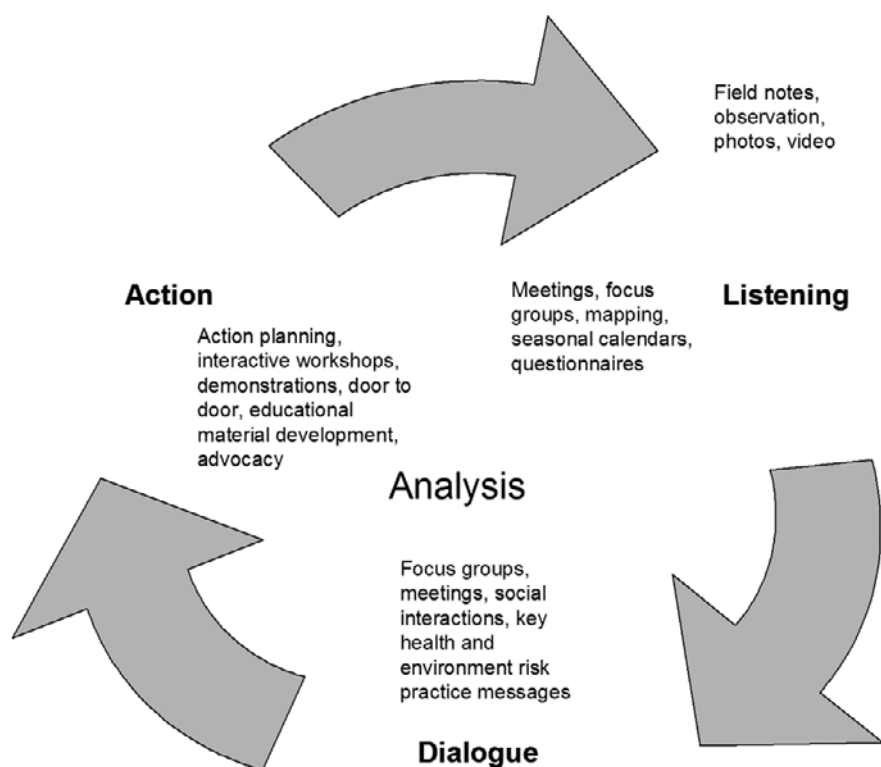 Field notes,
observation,
photos, video
Action
Listening
Meetings, focus
groups, mapping,
seasonal calendars,
questionnaires
Action planning,
interactive workshops,
demonstrations, door to
door, educational
material development,
advocacy
Analysis
Focus groups,
meetings, social
interactions, key
health and
environment risk
practice messages
Dialogue